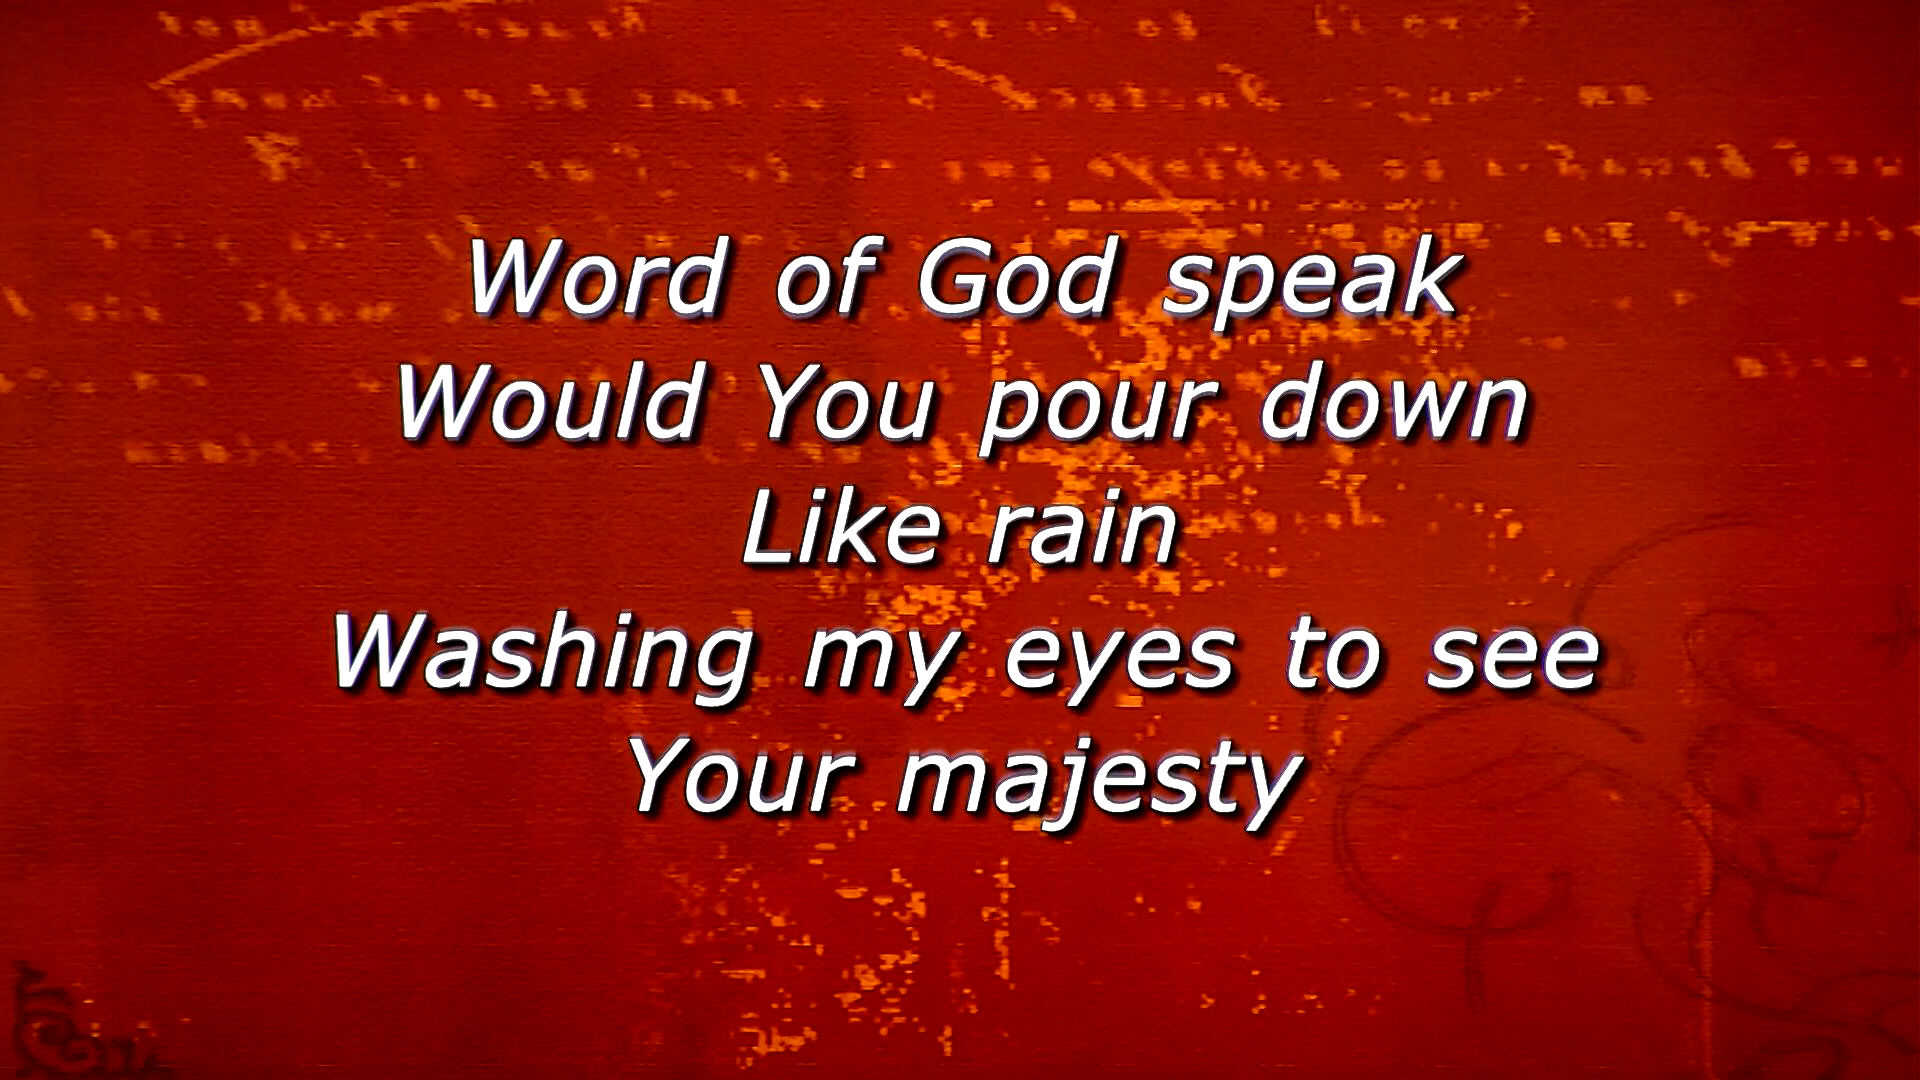 Word of God speak
Would You pour down
Like rain
Washing my eyes to see
Your majesty